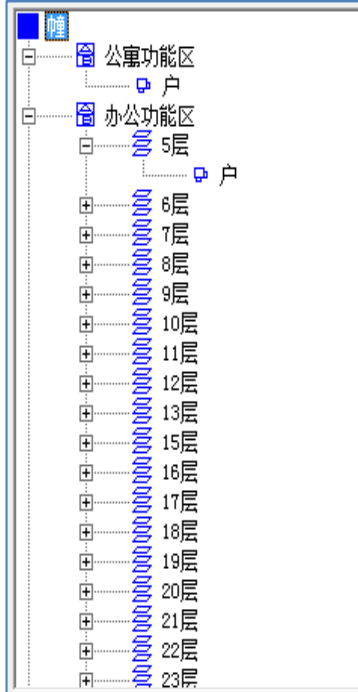 幢
公寓功能区
户
办公功能区
5层
户
6层
7层
8层
9层
10层
11层
12层
13层
15层
16层
17层
18层
19层
20层
21层
22层
23层